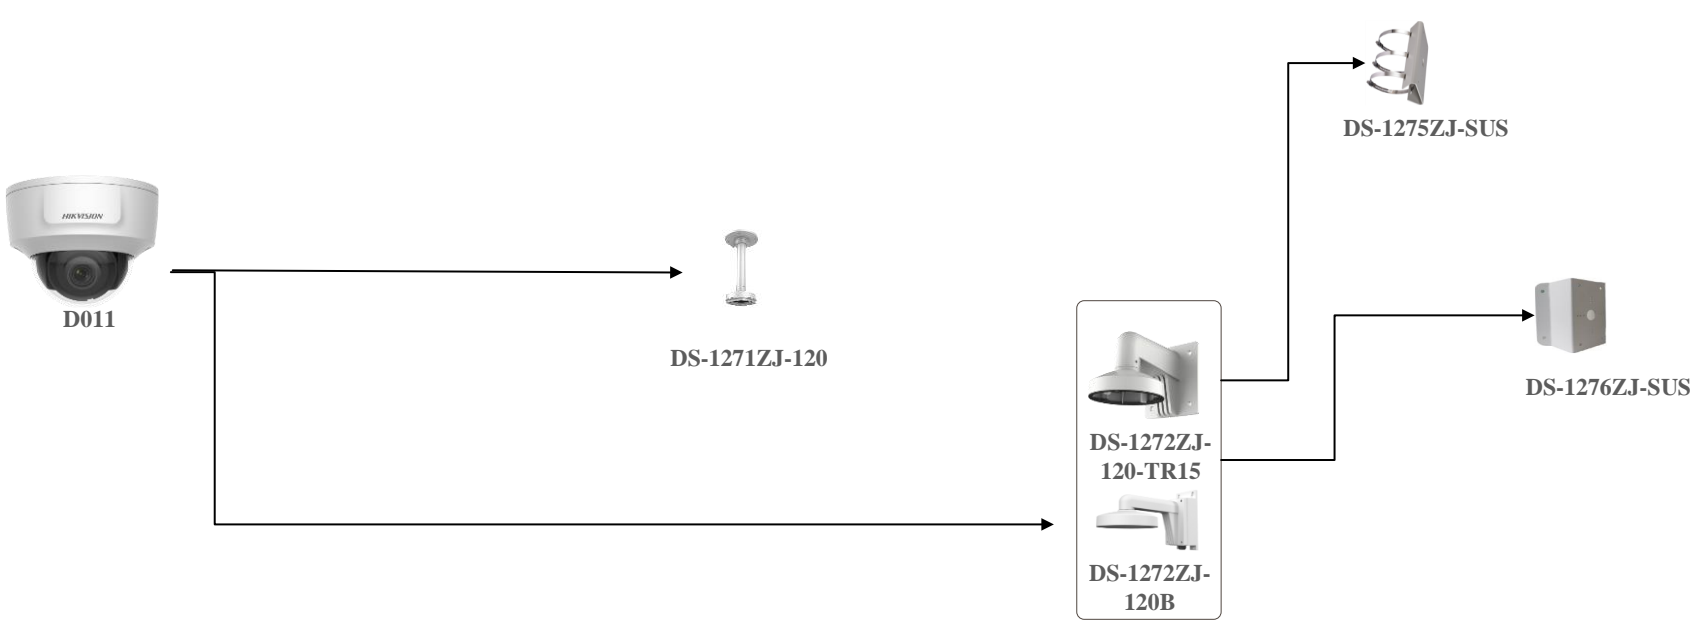 DS-1275ZJ-SUS
HIKVISION
D011
DS-1271ZJ-120
DS-1276ZJ-SUS
DS-1272ZJ-
120-TR15
DS-1272ZJ-
120B